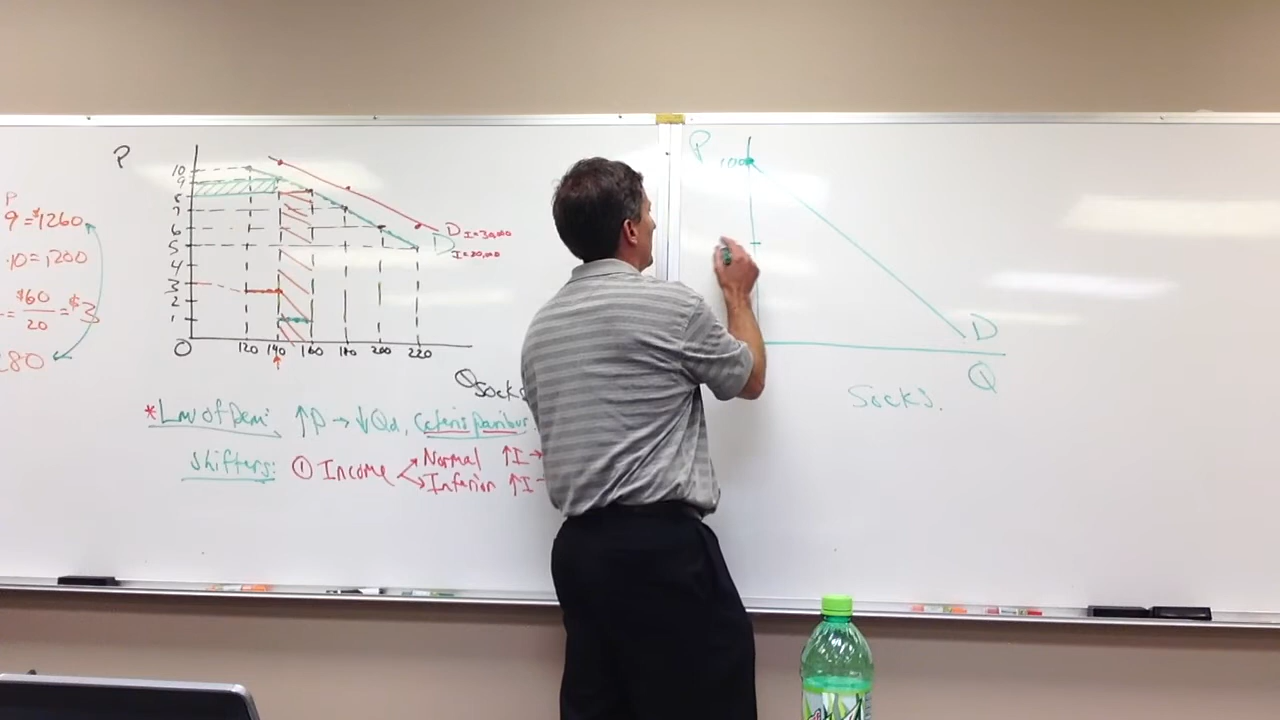 P
9 = $1260
.10 = 1,200
= $60/20 = $3
280
P
10
9
8
7
6
5
4
3
2
1
0
120 140 160 180 200 220
D I=30,000
D I=20,000
Q Socks
*Law of Dem: ↑P → ↓Qd, Ceteris paribus.
Shifters: ① Income Normal ↑I →
Inferior ↑I
P
D
Q
Socks.